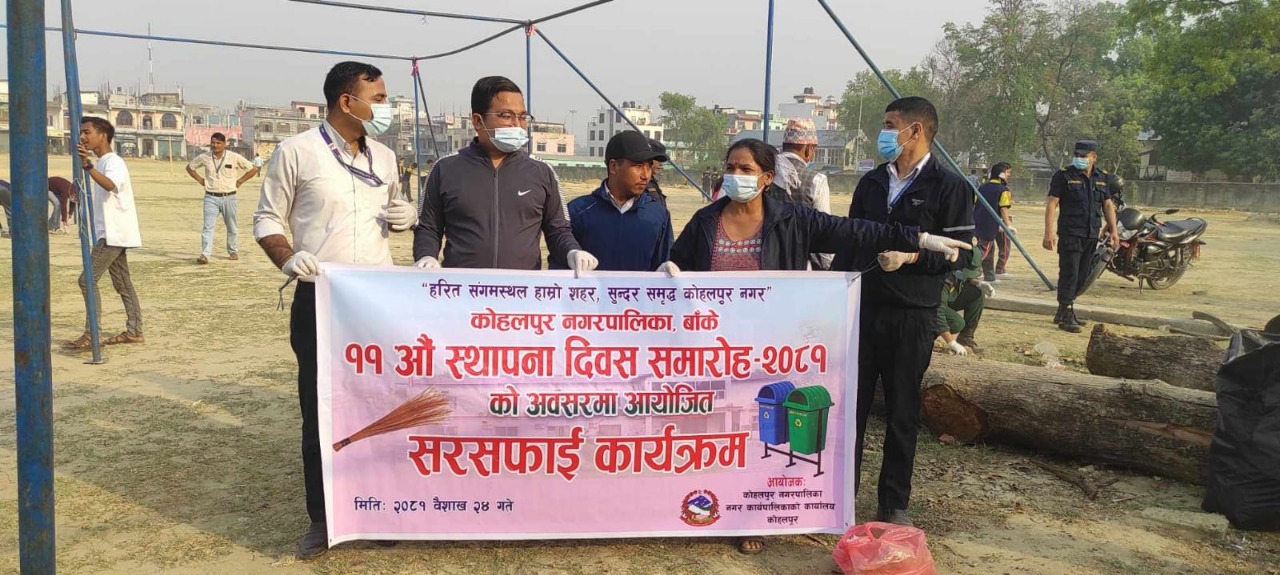 "हरित संगमस्थल हाम्रो शहर, सुन्दर समृद्ध कोहलपुर नगर"
कोहलपुर नगरपालिका, बाँके
११ औं स्थापना दिवस समारोह-२०८१
को अवसरमा आयोजित
सरसफाई कार्यक्रम
मितिः २०८१ वैशाख २४ गते
आयोजकः
कोहलपुर नगरपालिका
नगर कार्यपालिकाको कार्यालय
कोहलपुर